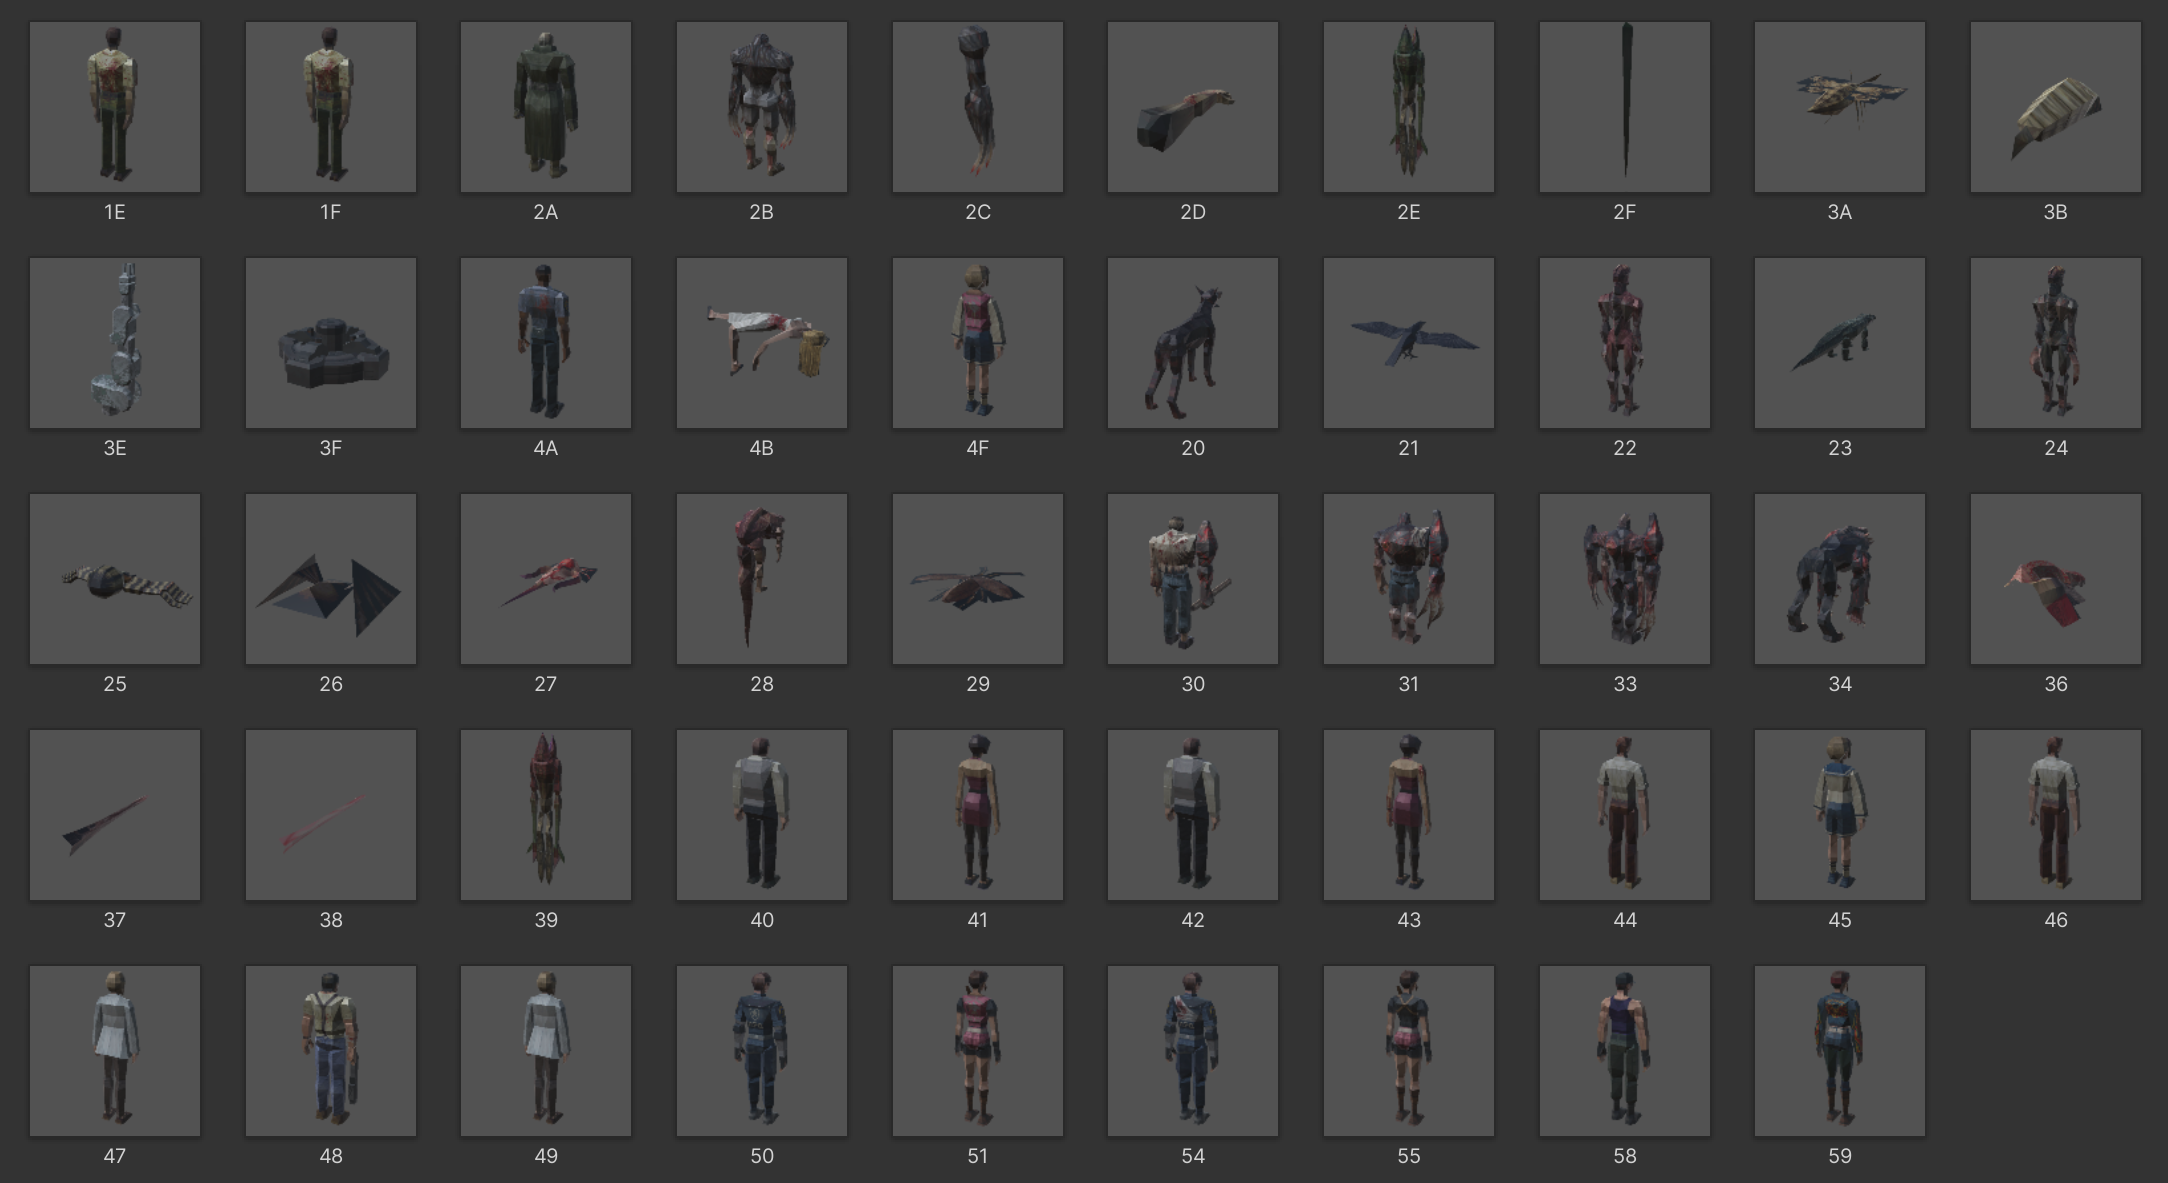 1E 1F 2A 2B 2C 2D 2E 2F 3A 3B
3E 3F 4A 4B 4F 20 21 22 23 24
25 26 27 28 29 30 31 33 34 36
37 38 39 40 41 42 43 44 45 46
47 48 49 50 51 54 55 58 59